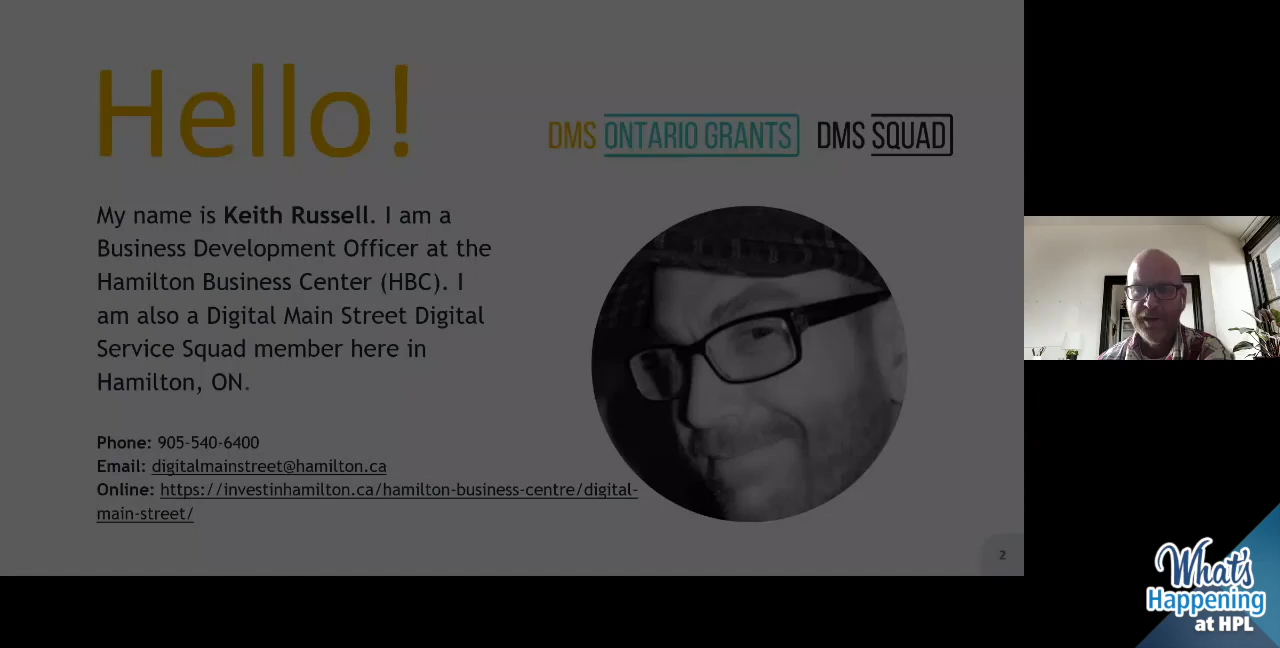 Hello!
DMS ONTARIO GRANTS
DMS SQUAD
My name is Keith Russell. I am a
Business Development Officer at the
Hamilton Business Center (HBC). I
am also a Digital Main Street Digital
Service Squad member here in
Hamilton, ON.
Phone: 905-540-6400
Email: digitalmainstreet@hamilton.ca
Online: https://investinhamilton.ca/hamilton-business-centre/digital-
main-street/
2
What's
Happening
at HPL